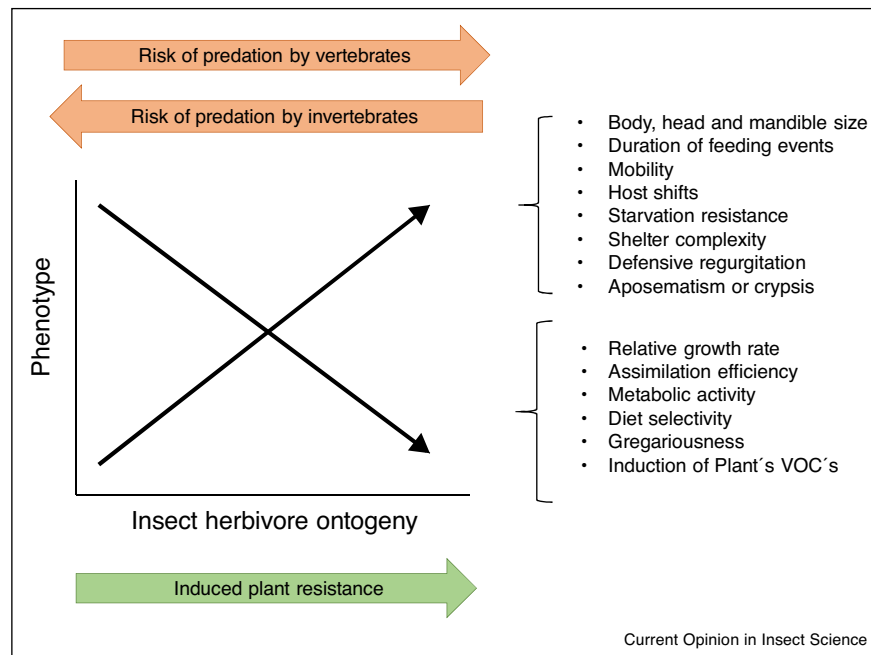 Risk of predation by vertebrates
Risk of predation by invertebrates
Phenotype
Insect herbivore ontogeny
• Body, head and mandible size
• Duration of feeding events
• Mobility
• Host shifts
• Starvation resistance
• Shelter complexity
• Defensive regurgitation
• Aposematism or crypsis
• Relative growth rate
• Assimilation efficiency
• Metabolic activity
• Diet selectivity
• Gregariousness
• Induction of Plant´s VOC´s
Induced plant resistance
Current Opinion in Insect Science